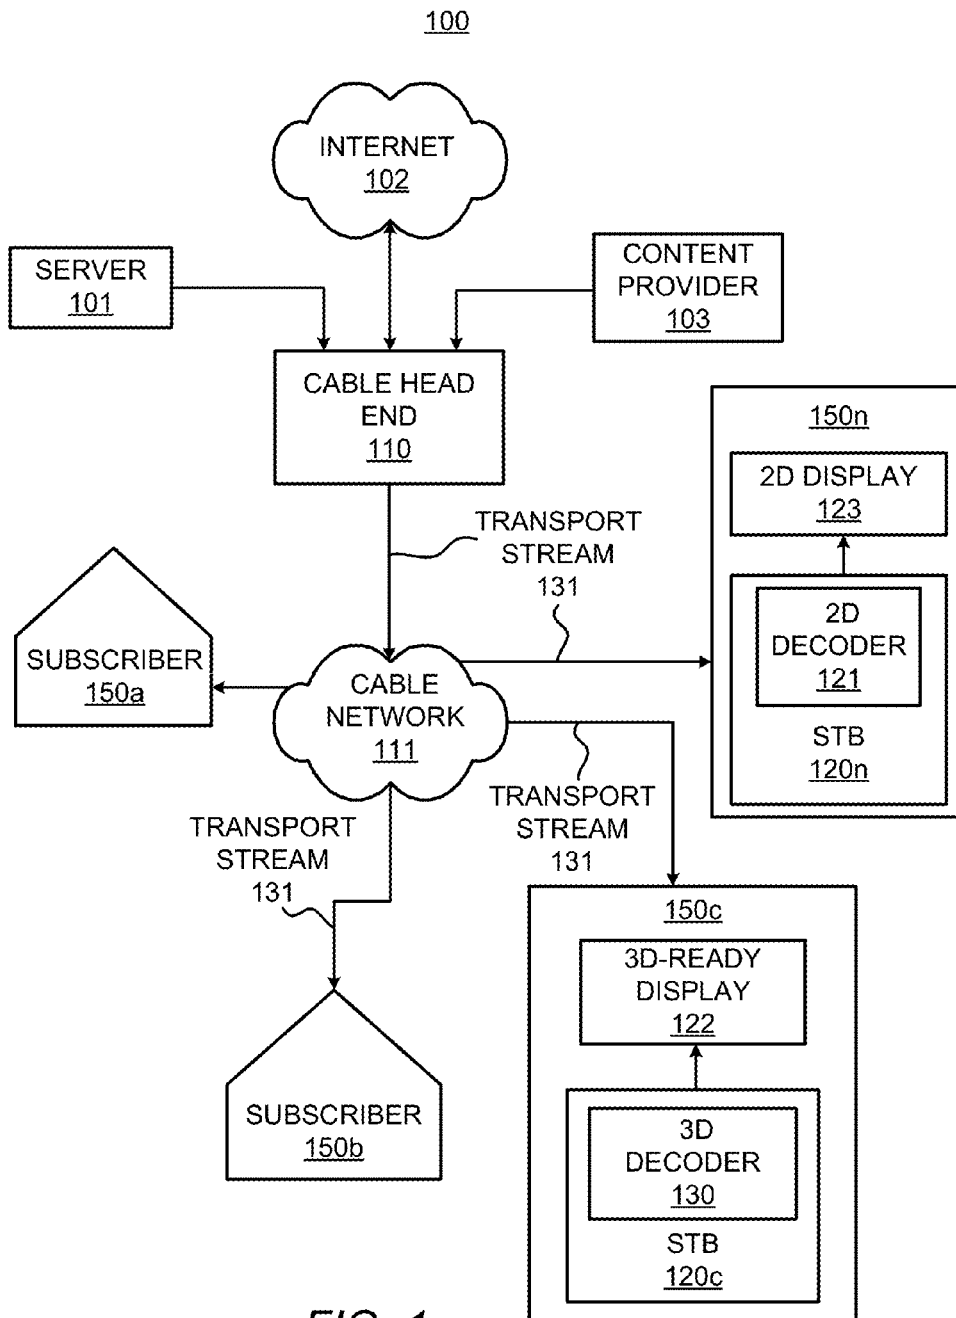 100
INTERNET
102
SERVER
101
CONTENT
PROVIDER
103
CABLE HEAD
END
110
150n
2D DISPLAY
123
TRANSPORT
STREAM
131
2D
DECODER
121
STB
120n
SUBSCRIBER
150a
CABLE
NETWORK
111
TRANSPORT
STREAM
131
TRANSPORT
STREAM
131
150c
3D-READY
DISPLAY
122
SUBSCRIBER
150b
3D
DECODER
130
STB
120c
FIG. 1